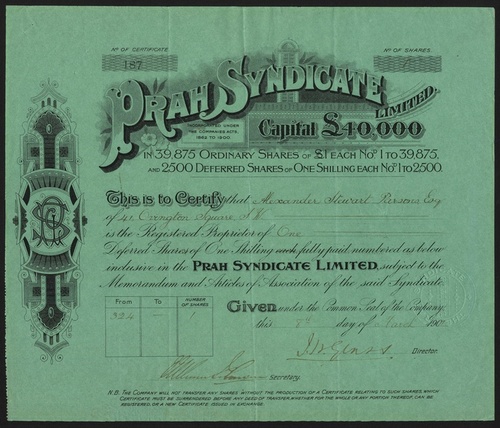 No OF CERTIFICATE
No OF SHARES.
187
PRAH SYNDICATE
LIMITED.
INCORPORATED UNDER
THE COMPANIES ACTS,
1862 TO 1900
Capital £40,000
IN 39,875 ORDINARY SHARES OF £1 EACH Nos 1 TO 39,875.
AND 2500 DEFERRED SHARES OF ONE SHILLING EACH Nos 1 TO 2500.
This is to Certify that Alexander Stewart Esq
of 41, Square, S.W.
is the Registered Proprietor of One
Deferred Shares of One Shilling each fully paid numbered as below
inclusive in the PRAH SYNDICATE LIMITED, subject to the
Memorandum and Articles of Association of the said Syndicate.
From To NUMBER OF SHARES
324 —
Given under the Common Seal of the Company
this day of March 190
Director.
Secretary.
N.B. THE COMPANY WILL NOT TRANSFER ANY SHARES WITHOUT THE PRODUCTION OF A CERTIFICATE RELATING TO SUCH SHARES, WHICH
CERTIFICATE MUST BE SURRENDERED BEFORE ANY DEED OF TRANSFER, WHETHER FOR THE WHOLE OR ANY PORTION THEREOF, CAN BE
REGISTERED, OR A NEW CERTIFICATE ISSUED IN EXCHANGE.